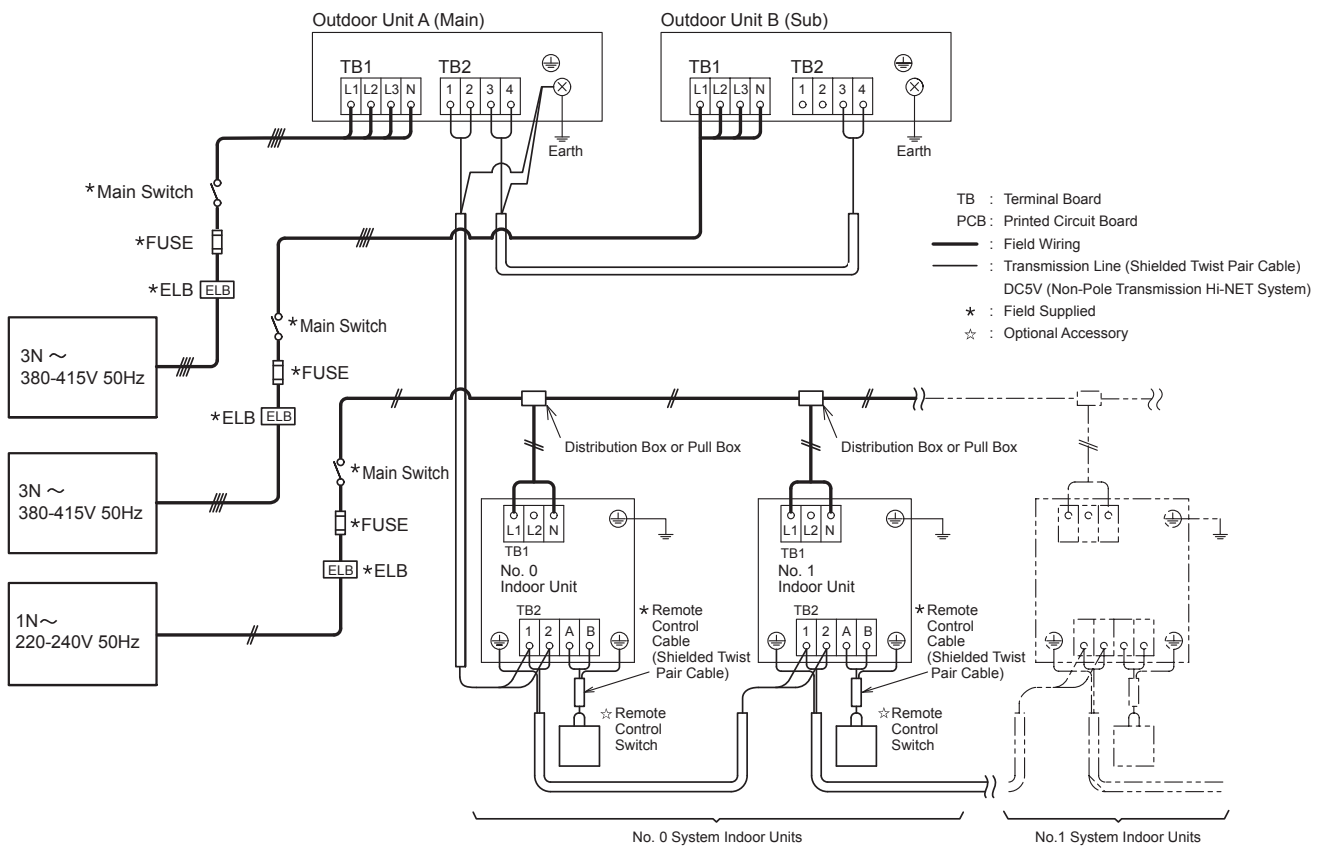 Outdoor Unit A (Main)
Outdoor Unit B (Sub)
TB1
TB2
L1 L2 L3 N
1 2 3 4
Earth
TB1
TB2
L1 L2 L3 N
1 2 3 4
Earth
*Main Switch
*FUSE
*ELB ELB
3N ～
380-415V 50Hz
*Main Switch
*FUSE
*ELB ELB
3N ～
380-415V 50Hz
*Main Switch
*FUSE
ELB *ELB
1N～
220-240V 50Hz
TB : Terminal Board
PCB : Printed Circuit Board
: Field Wiring
: Transmission Line (Shielded Twist Pair Cable)
DC5V (Non-Pole Transmission Hi-NET System)
* : Field Supplied
☆ : Optional Accessory
Distribution Box or Pull Box
Distribution Box or Pull Box
L1 L2 N
TB1
No. 0
Indoor Unit
TB2
1 2 A B
* Remote
Control
Cable
(Shielded Twist
Pair Cable)
☆ Remote
Control
Switch
L1 L2 N
TB1
No. 1
Indoor Unit
TB2
1 2 A B
* Remote
Control
Cable
(Shielded Twist
Pair Cable)
☆ Remote
Control
Switch
No. 0 System Indoor Units
No.1 System Indoor Units